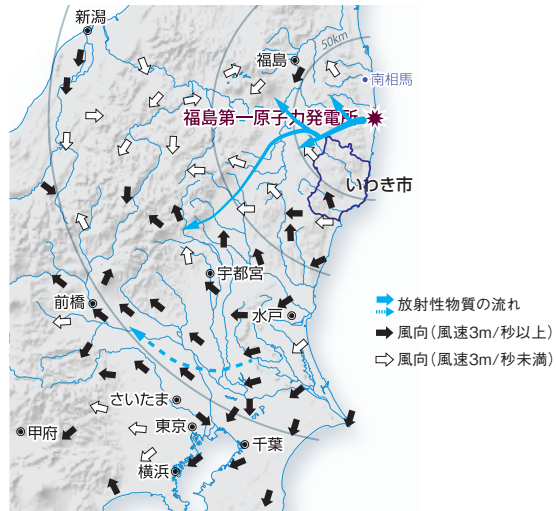 新潟
福島
50km
南相馬
福島第一原子力発電所
いわき市
宇都宮
前橋
水戸
放射性物質の流れ
風向(風速3m/秒以上)
風向(風速3m/秒未満)
さいたま
東京
甲府
千葉
横浜